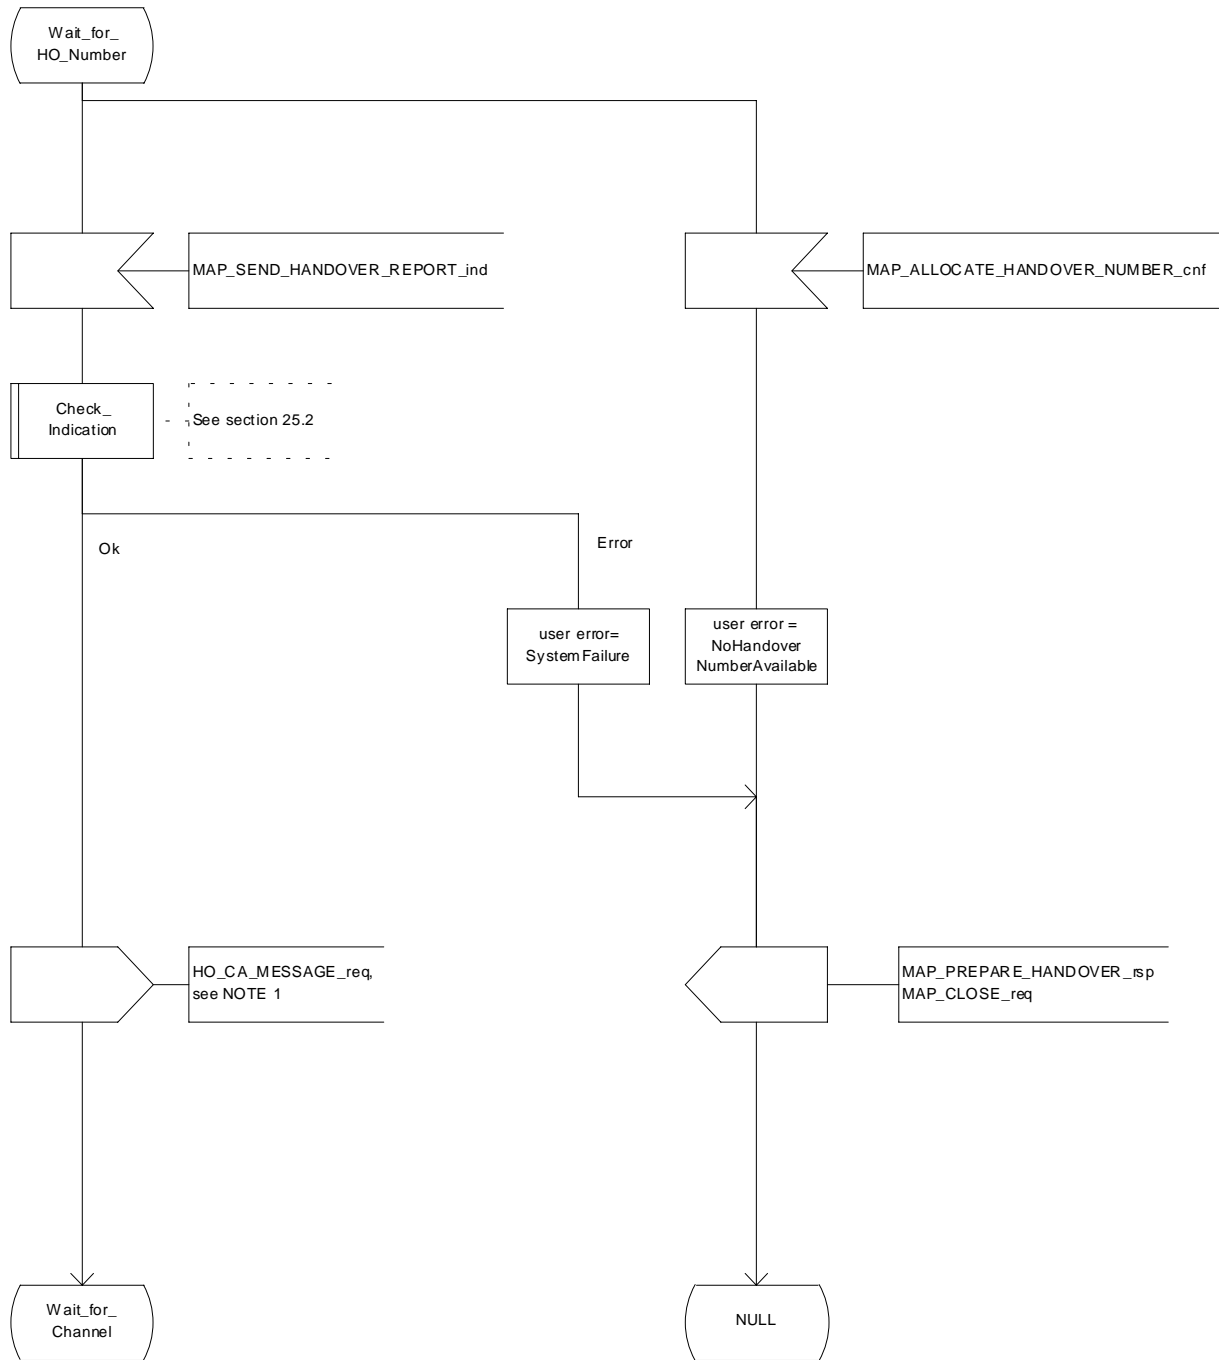 Wait_for_
HO_Number
MAP_SEND_HANDOVER_REPORT_ind
MAP_ALLOCATE_HANDOVER_NUMBER_cnf
Check_
Indication
See section 25.2
Ok
Error
user error=
SystemFailure
user error =
NoHandover
NumberAvailable
HO_CA_MESSAGE_req,
see NOTE 1
MAP_PREPARE_HANDOVER_rsp
MAP_CLOSE_req
Wait_for_
Channel
NULL